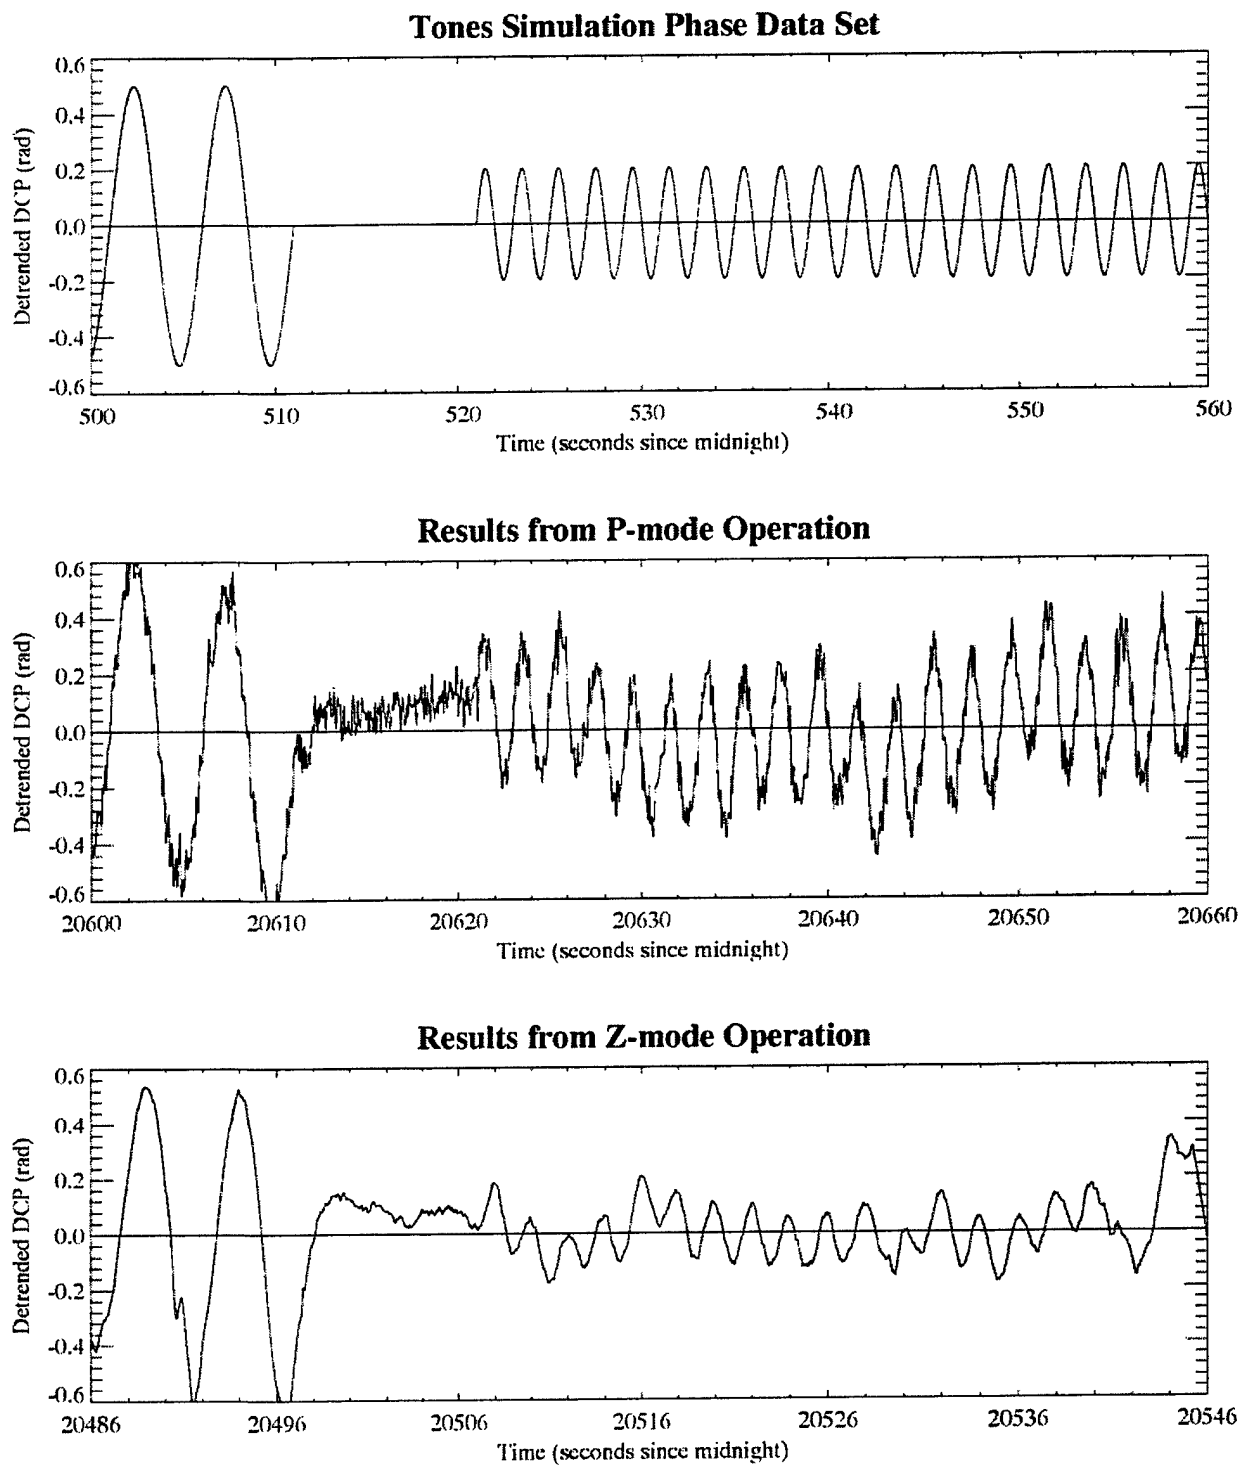 Tones Simulation Phase Data Set
0.6
0.4
0.2
0.0
-0.2
-0.4
-0.6
Detrended DCP (rad)
500 510 520 530 540 550 560
Time (seconds since midnight)
Results from P-mode Operation
0.6
0.4
0.2
0.0
-0.2
-0.4
-0.6
Detrended DCP (rad)
20600 20610 20620 20630 20640 20650 20660
Time (seconds since midnight)
Results from Z-mode Operation
0.6
0.4
0.2
0.0
-0.2
-0.4
-0.6
Detrended DCP (rad)
20486 20496 20506 20516 20526 20536 20546
Time (seconds since midnight)